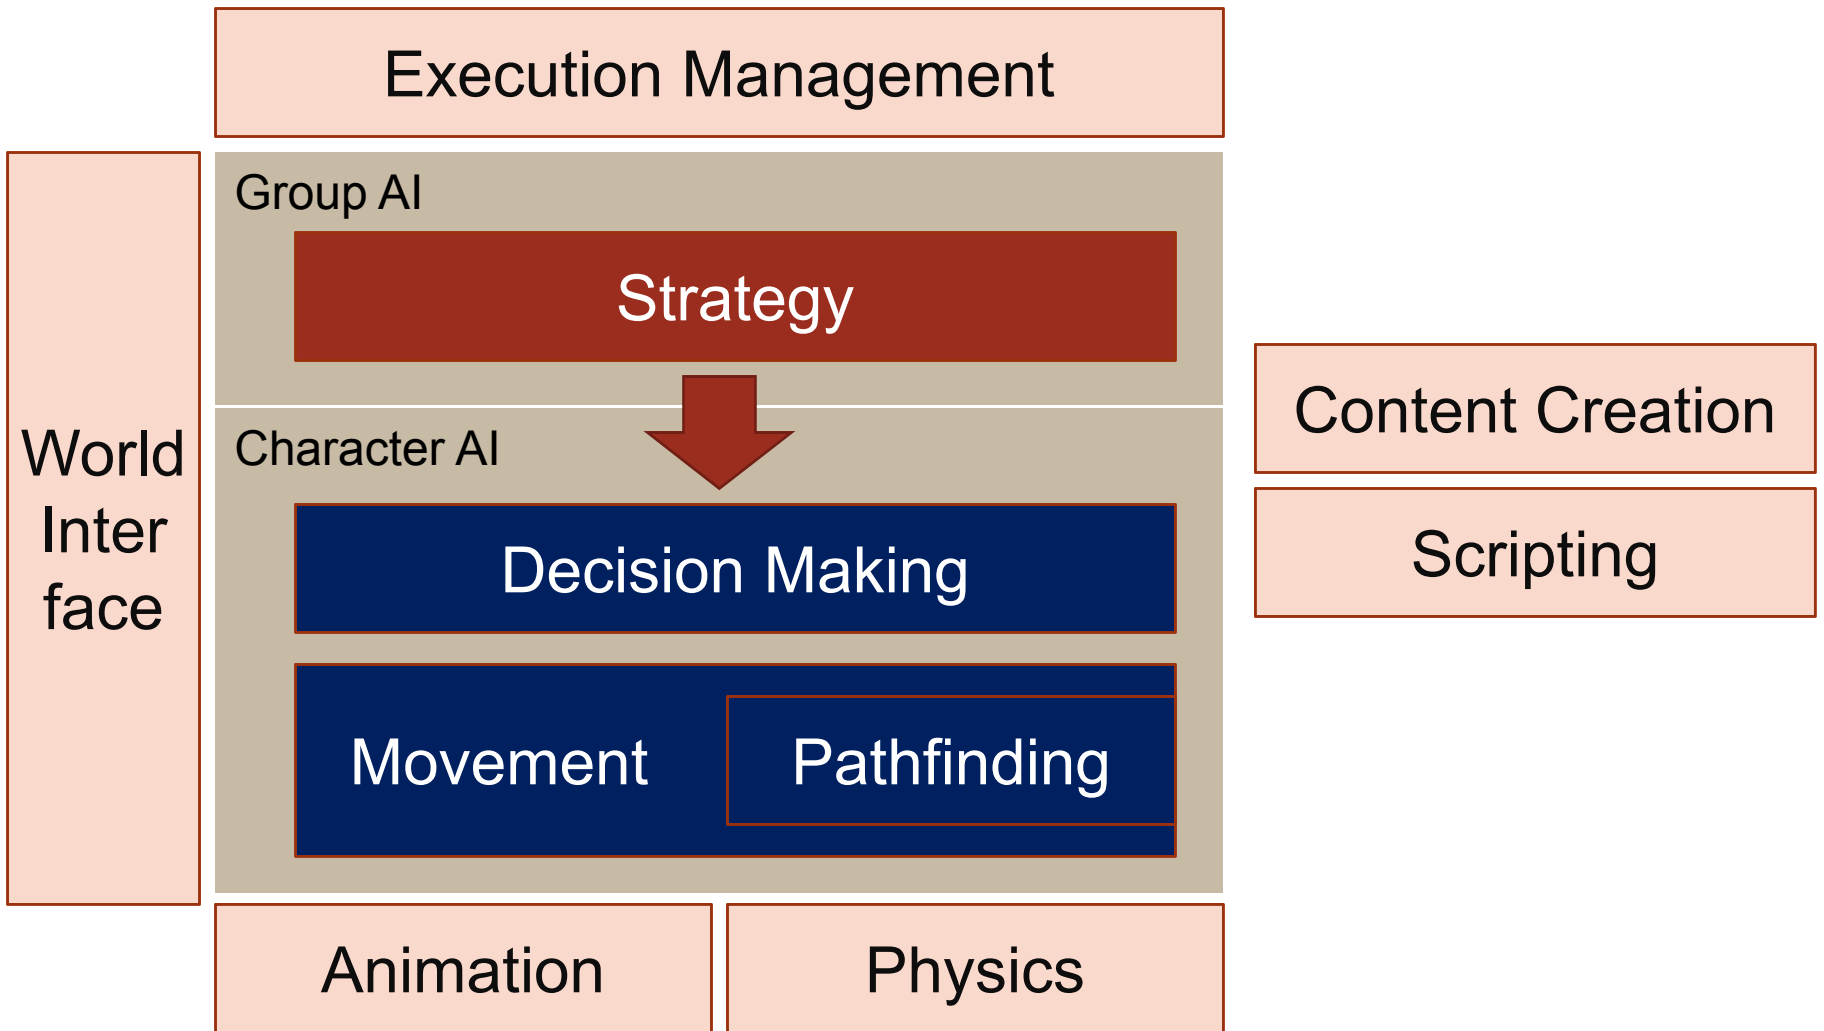 Execution Management
Group AI
Strategy
Character AI
Decision Making
Movement
Pathfinding
World
Inter
face
Content Creation
Scripting
Animation
Physics